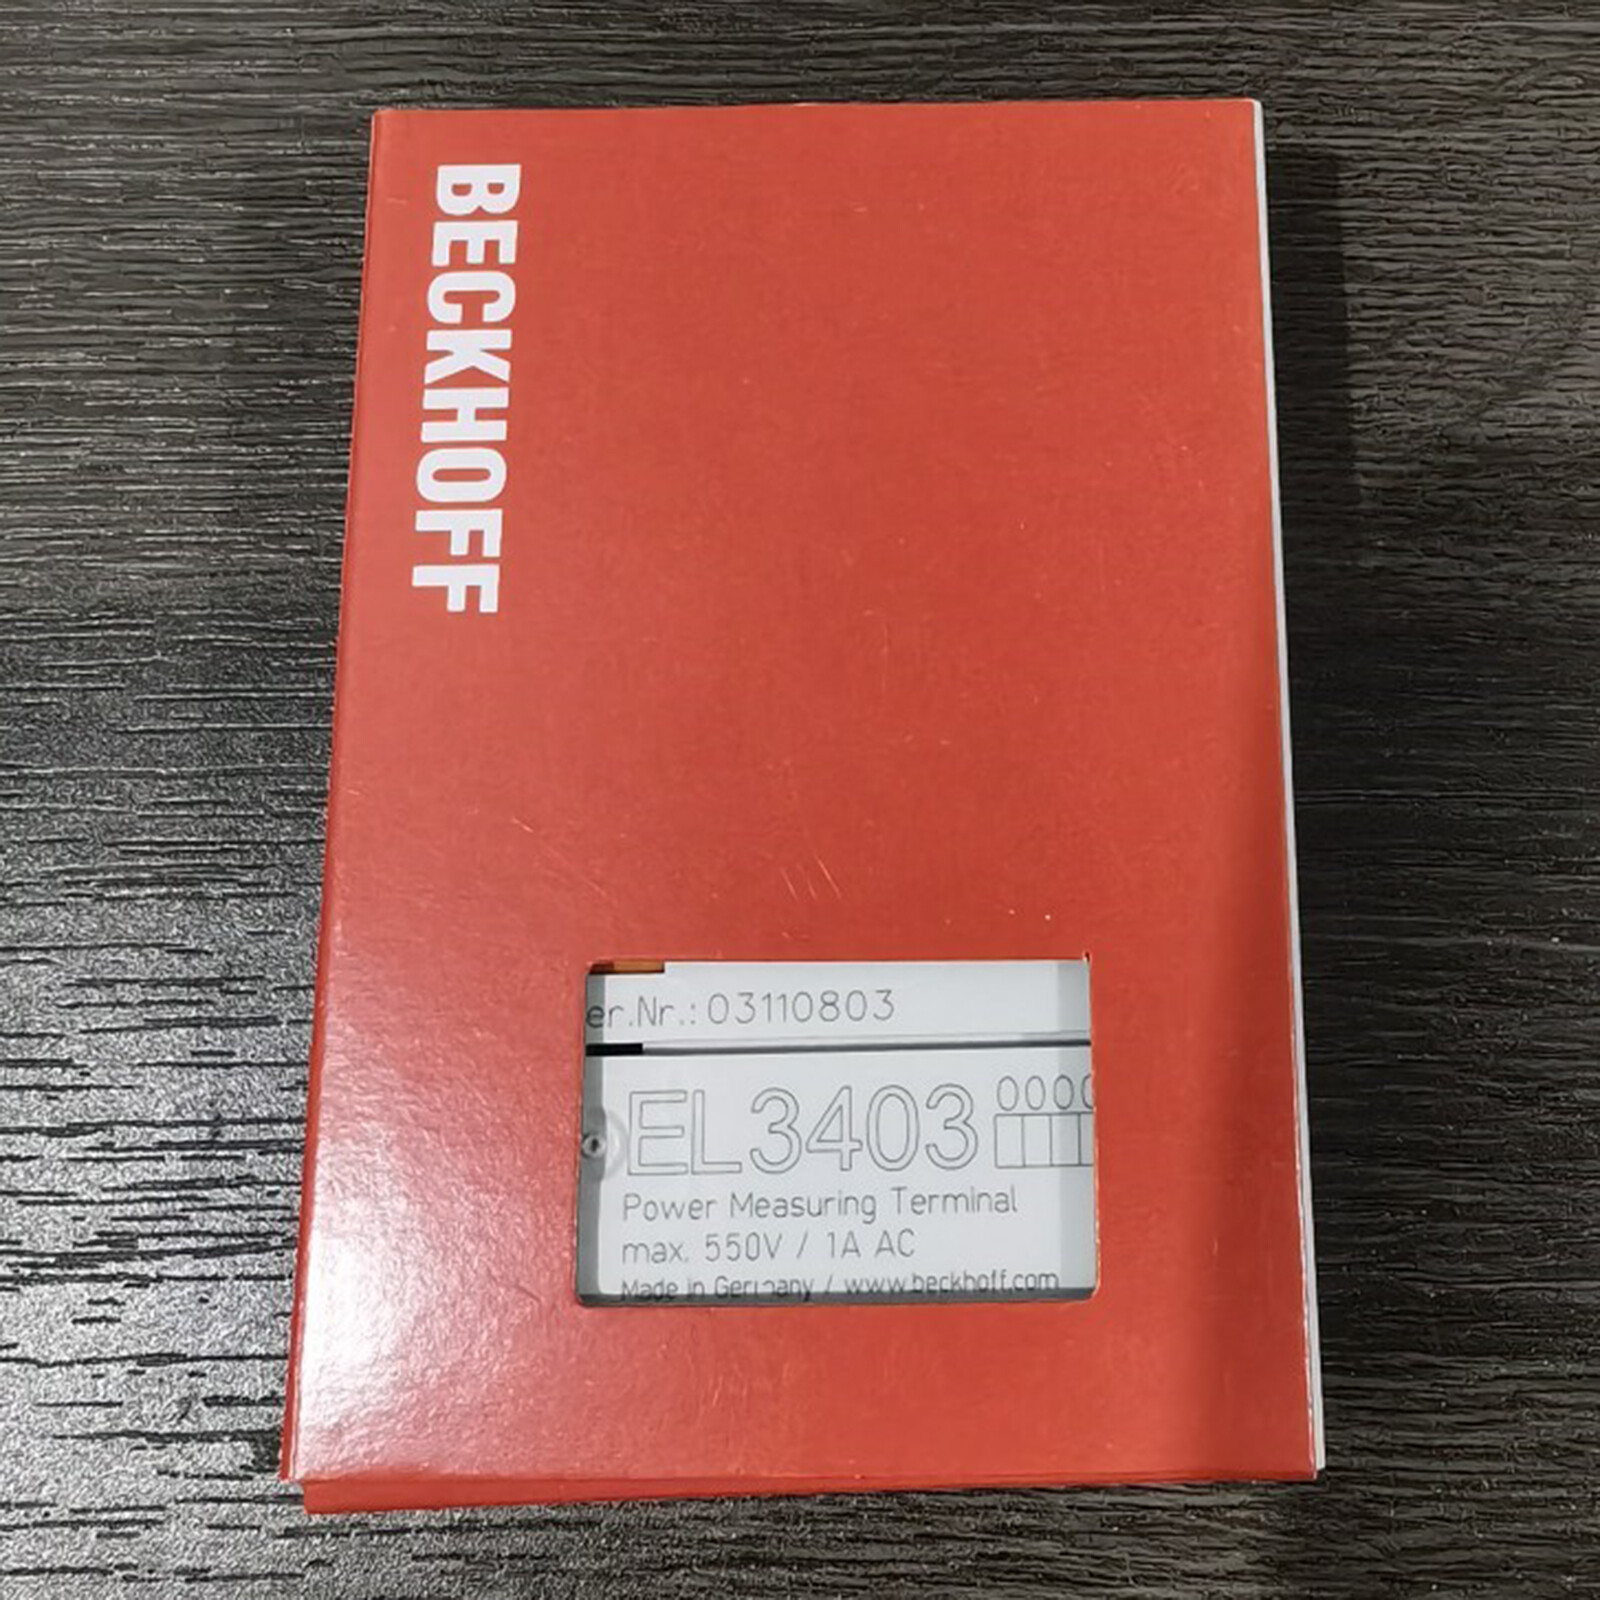 BECKHOFF
er.Nr.: 03110803
EL3403
Power Measuring Terminal
max. 550V / 1A AC
Made in Germany / www.beckhoff.com